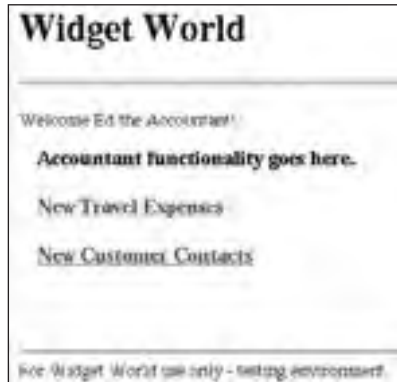 Widget World
Welcome Ed the Accountant!
Accountant functionality goes here.
New Travel Expenses
New Customer Contacts
For Widget World use only - testing environment.